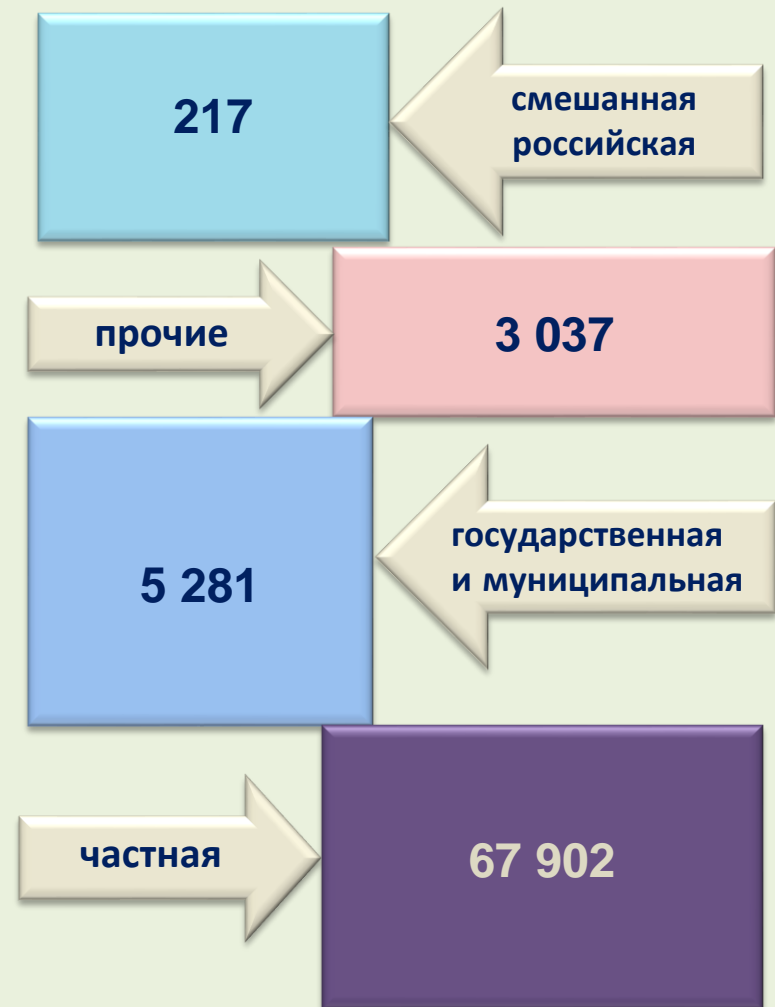 217
смешанная
российская
прочие
3 037
5 281
государственная
и муниципальная
частная
67 902